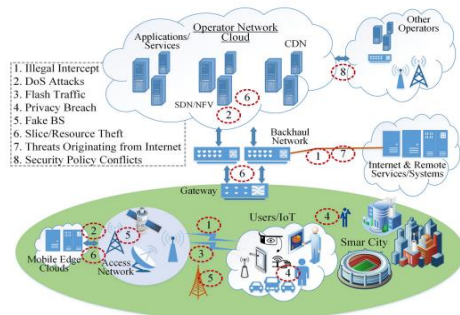 Operator Network
Cloud
Applications/
Services
CDN
SDN/NFV
6
2
Other
Operators
8
1. Illegal Intercept
2. DoS Attacks
3. Flash Traffic
4. Privacy Breach
5. Fake BS
6. Slice/Resource Theft
7. Threats Originating from Internet
8. Security Policy Conflicts
Backhaul
Network
1
7
Internet & Remote
Services/Systems
6
Gateway
Users/IoT
4
Smar City
2
5
1
Mobile Edge
Clouds
6
Access
Network
3
5
4